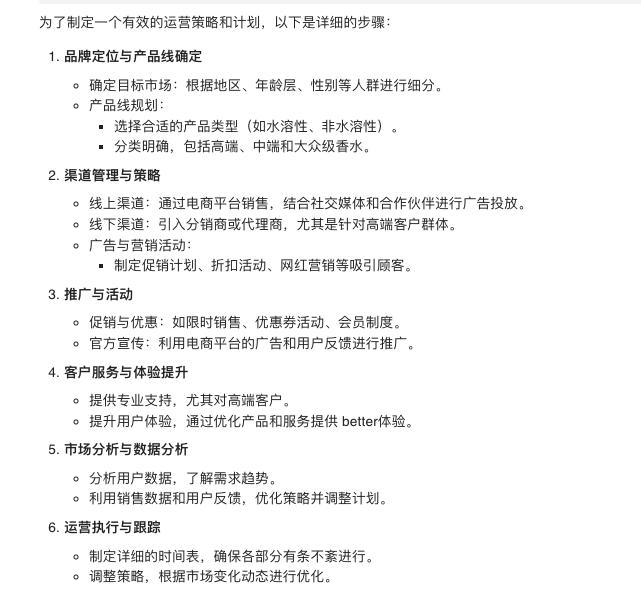 为了制定一个有效的运营策略和计划，以下是详细的步骤：
1. 品牌定位与产品线确定
确定目标市场：根据地区、年龄层、性别等人群进行细分。
产品线规划：
选择合适的产品类型（如水溶性、非水溶性）。
分类明确，包括高端、中端和大众级香水。
2. 渠道管理与策略
线上渠道：通过电商平台销售，结合社交媒体和合作伙伴进行广告投放。
线下渠道：引入分销商或代理商，尤其是针对高端客户群体。
广告与营销活动：
制定促销计划、折扣活动、网红营销等吸引顾客。
3. 推广与活动
促销与优惠：如限时销售、优惠券活动、会员制度。
官方宣传：利用电商平台的广告和用户反馈进行推广。
4. 客户服务与体验提升
提供专业支持，尤其对高端客户。
提升用户体验，通过优化产品和服务提供 better体验。
5. 市场分析与数据分析
分析用户数据，了解需求趋势。
利用销售数据和用户反馈，优化策略并调整计划。
6. 运营执行与跟踪
制定详细的时间表，确保各部分有条不紊进行。
调整策略，根据市场变化动态进行优化。